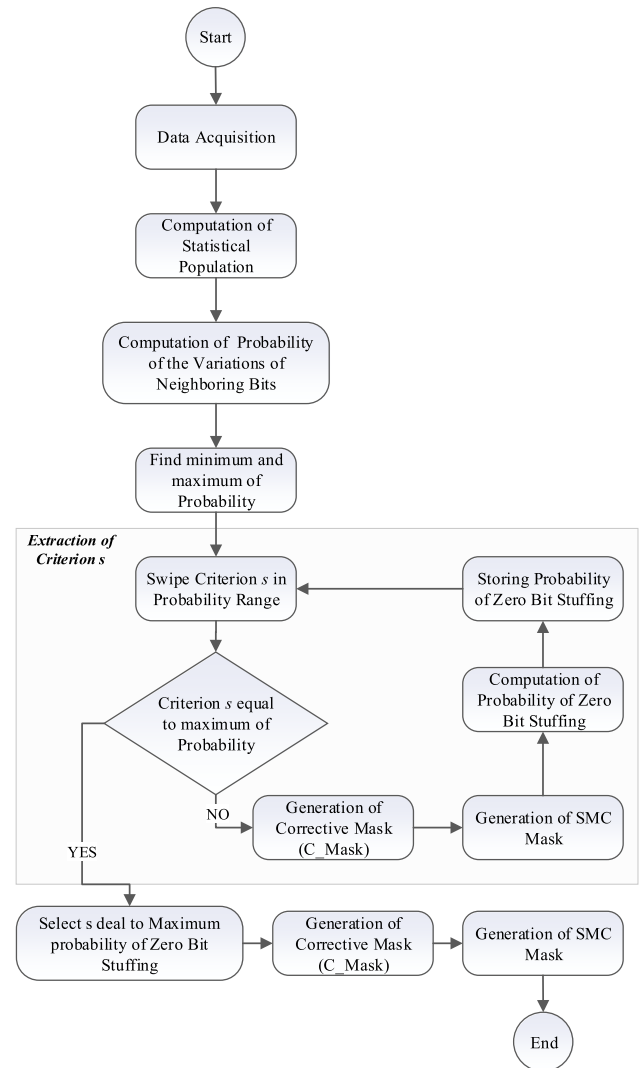 Start
Data Acquisition
Computation of
Statistical
Population
Computation of Probability
of the Variations of
Neighboring Bits
Find minimum and
maximum of
Probability
Extraction of
Criterion s
Swipe Criterion s in
Probability Range
Storing Probability
of Zero Bit Stuffing
Criterion s equal
to maximum of
Probability
Computation of
Probability of Zero
Bit Stuffing
NO
Generation of
Corrective Mask
(C_Mask)
Generation of SMC
Mask
YES
Select s deal to Maximum
probability of Zero Bit
Stuffing
Generation of
Corrective Mask
(C_Mask)
Generation of SMC
Mask
End